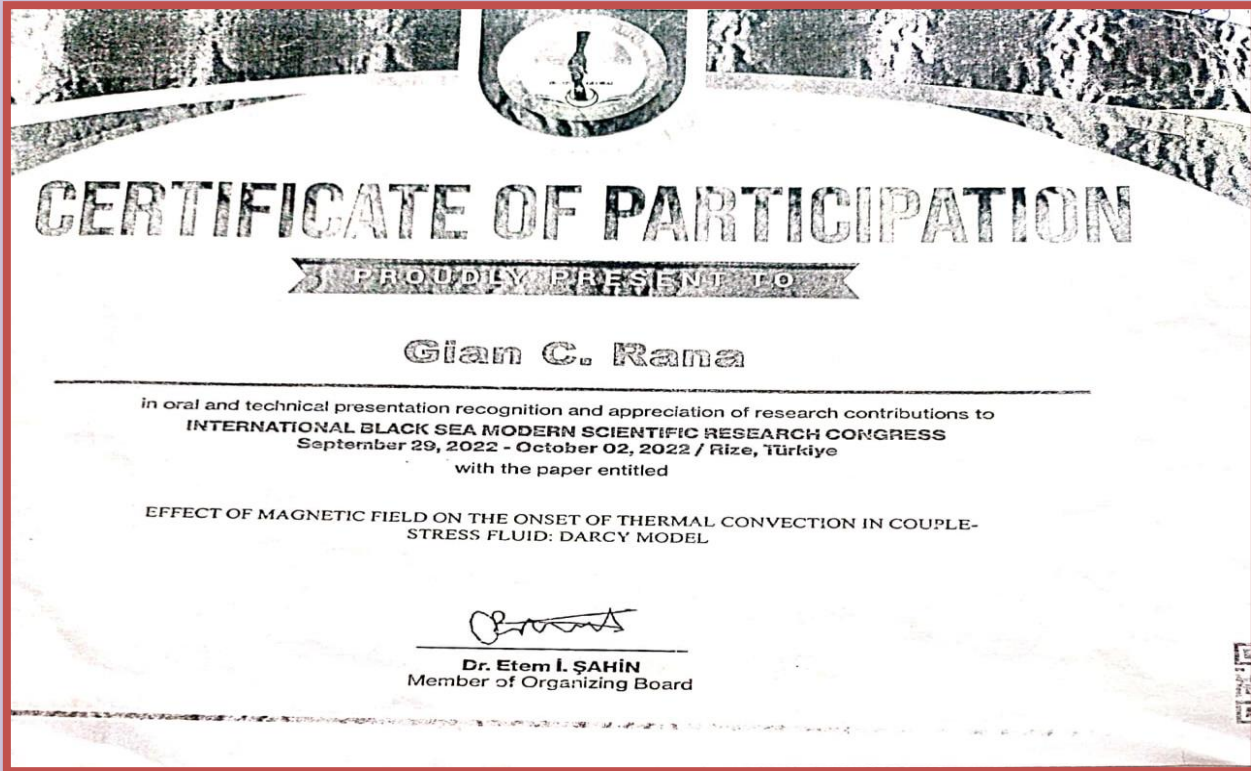 CERTIFICATE OF PARTICIPATION
PROUDLY PRESENT TO
Gian C. Rana
in oral and technical presentation recognition and appreciation of research contributions to
INTERNATIONAL BLACK SEA MODERN SCIENTIFIC RESEARCH CONGRESS
September 29, 2022 - October 02, 2022 / Rize, Türkiye
with the paper entitled
EFFECT OF MAGNETIC FIELD ON THE ONSET OF THERMAL CONVECTION IN COUPLE-
STRESS FLUID: DARCY MODEL
Dr. Etem İ. ŞAHİN
Member of Organizing Board